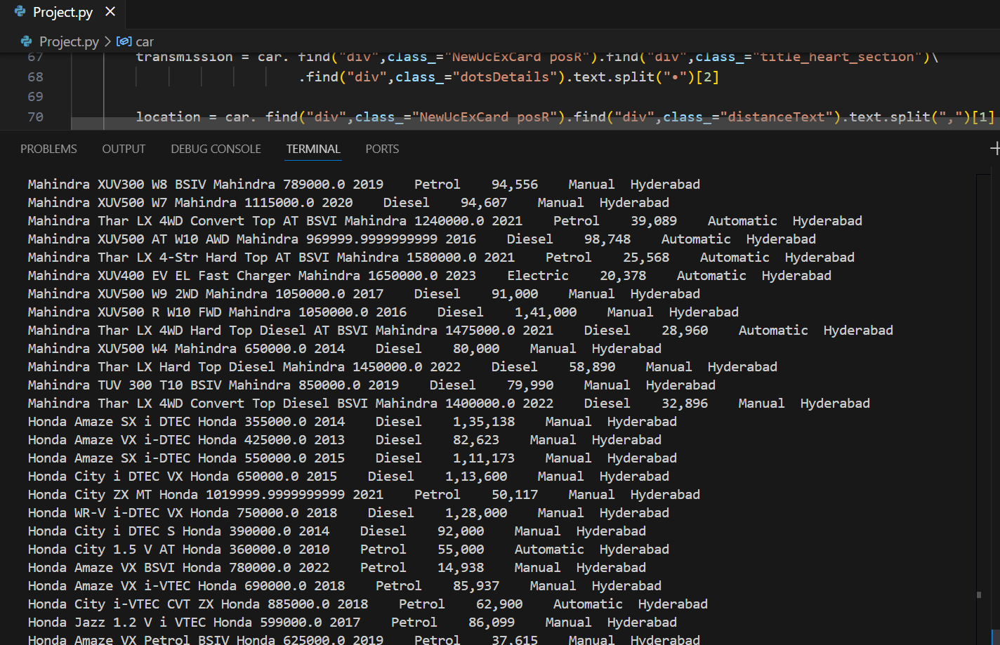 Project.py
Project.py > car
67 transmission = car. find("div",class_="NewUcExCard posR").find("div",class_="title_heart_section")\
68 .find("div",class_="dotsDetails").text.split("•")[2]
69
70 location = car. find("div",class_="NewUcExCard posR").find("div",class_="distanceText").text.split(",")[1]
PROBLEMS OUTPUT DEBUG CONSOLE TERMINAL PORTS
Mahindra XUV300 W8 BSIV Mahindra 789000.0 2019 Petrol 94,556 Manual Hyderabad
Mahindra XUV500 W7 Mahindra 1115000.0 2020 Diesel 94,607 Manual Hyderabad
Mahindra Thar LX 4WD Convert Top AT BSVI Mahindra 1240000.0 2021 Petrol 39,089 Automatic Hyderabad
Mahindra XUV500 AT W10 AWD Mahindra 969999.9999999999 2016 Diesel 98,748 Automatic Hyderabad
Mahindra Thar LX 4-Str Hard Top AT BSVI Mahindra 1580000.0 2021 Petrol 25,568 Automatic Hyderabad
Mahindra XUV400 EV EL Fast Charger Mahindra 1650000.0 2023 Electric 20,378 Automatic Hyderabad
Mahindra XUV500 W9 2WD Mahindra 1050000.0 2017 Diesel 91,000 Manual Hyderabad
Mahindra XUV500 R W10 FWD Mahindra 1050000.0 2016 Diesel 1,41,000 Manual Hyderabad
Mahindra Thar LX 4WD Hard Top Diesel AT BSVI Mahindra 1475000.0 2021 Diesel 28,960 Automatic Hyderabad
Mahindra XUV500 W4 Mahindra 650000.0 2014 Diesel 80,000 Manual Hyderabad
Mahindra Thar LX Hard Top Diesel Mahindra 1450000.0 2022 Diesel 58,890 Manual Hyderabad
Mahindra TUV 300 T10 BSIV Mahindra 850000.0 2019 Diesel 79,990 Manual Hyderabad
Mahindra Thar LX 4WD Convert Top Diesel BSVI Mahindra 1400000.0 2022 Diesel 32,896 Manual Hyderabad
Honda Amaze SX i DTEC Honda 355000.0 2014 Diesel 1,35,138 Manual Hyderabad
Honda Amaze VX i-DTEC Honda 425000.0 2013 Diesel 82,623 Manual Hyderabad
Honda Amaze SX i-DTEC Honda 550000.0 2015 Diesel 1,11,173 Manual Hyderabad
Honda City i DTEC VX Honda 650000.0 2015 Diesel 1,13,600 Manual Hyderabad
Honda City ZX MT Honda 1019999.9999999999 2021 Petrol 50,117 Manual Hyderabad
Honda WR-V i-DTEC VX Honda 750000.0 2018 Diesel 1,28,000 Manual Hyderabad
Honda City i DTEC S Honda 390000.0 2014 Diesel 92,000 Manual Hyderabad
Honda City 1.5 V AT Honda 360000.0 2010 Petrol 55,000 Automatic Hyderabad
Honda Amaze VX BSVI Honda 780000.0 2022 Petrol 14,938 Manual Hyderabad
Honda Amaze VX i-VTEC Honda 690000.0 2018 Petrol 85,937 Manual Hyderabad
Honda City i-VTEC CVT ZX Honda 885000.0 2018 Petrol 62,900 Automatic Hyderabad
Honda Jazz 1.2 V i VTEC Honda 599000.0 2017 Petrol 86,099 Manual Hyderabad
Honda Amaze VX Petrol BSIV Honda 625000.0 2019 Petrol 37,615 Manual Hyderabad